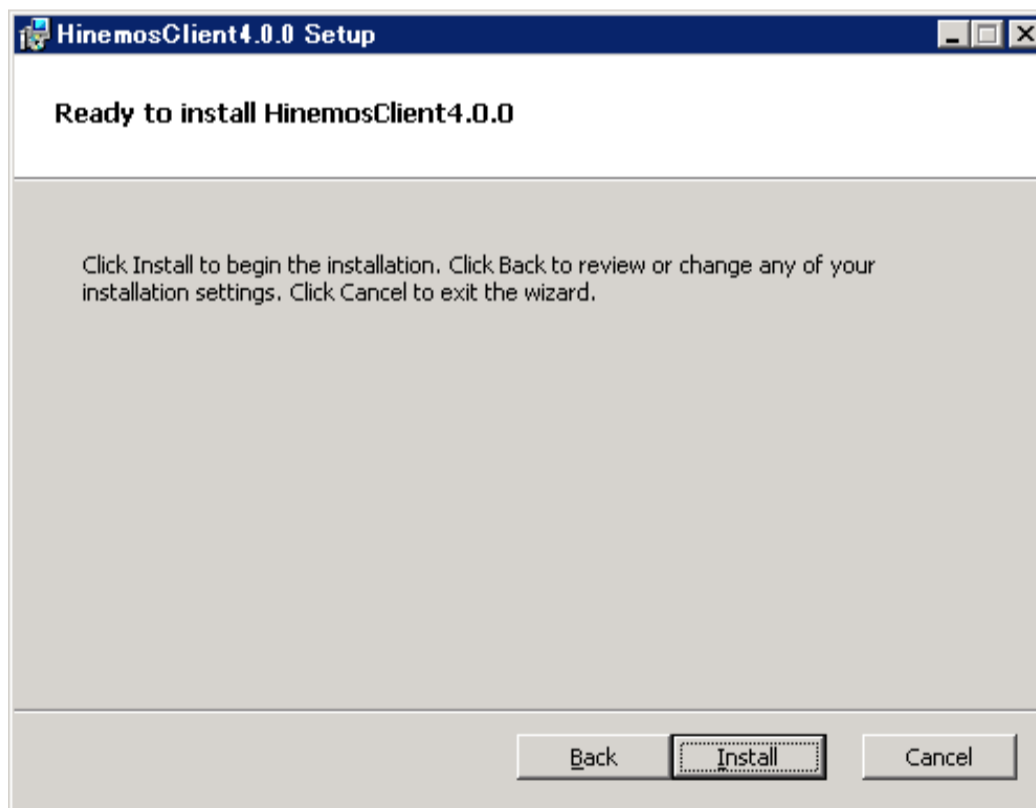 HinemosClient4.0.0 Setup
Ready to install HinemosClient4.0.0
Click Install to begin the installation. Click Back to review or change any of your
installation settings. Click Cancel to exit the wizard.
Back
Install
Cancel